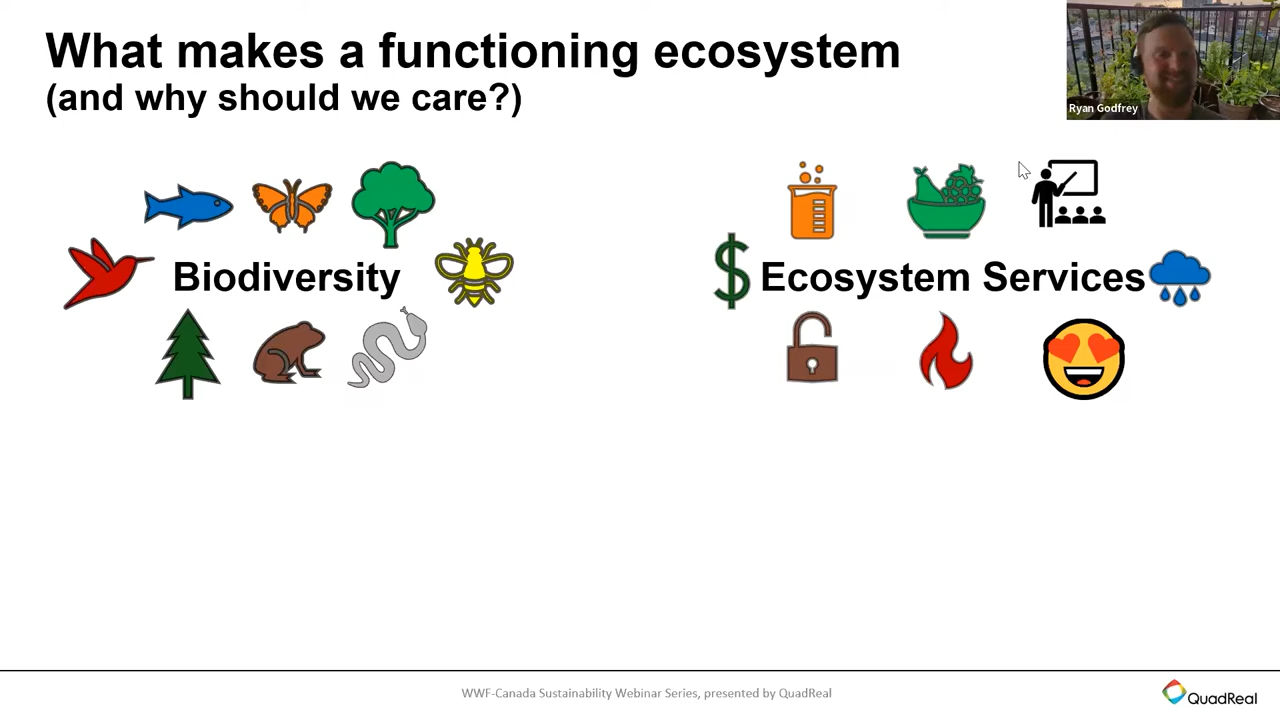 What makes a functioning ecosystem
(and why should we care?)
Ryan Godfrey
Biodiversity
$ Ecosystem Services
WWF-Canada Sustainability Webinar Series, presented by QuadReal
QuadReal